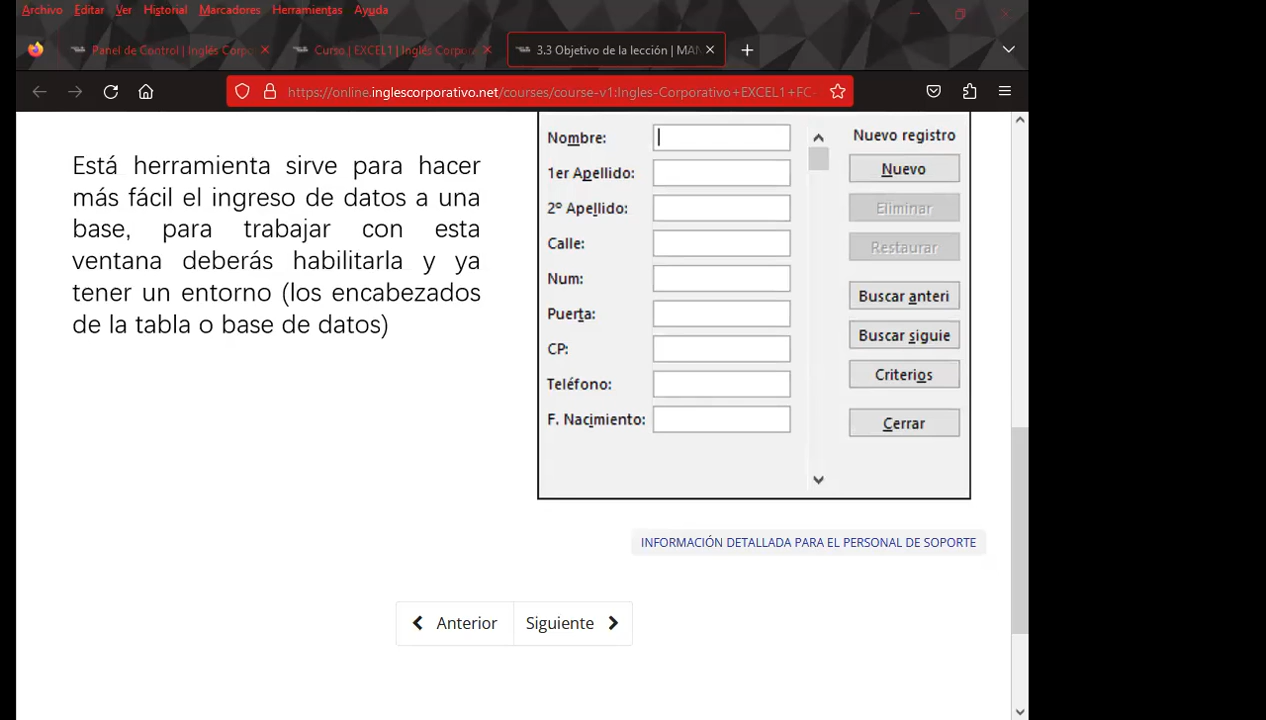 Archivo Editar Ver Historial Marcadores Herramientas Ayuda
Panel de Control | Inglés Corpo
Curso | EXCEL1 | Inglés Corpora
3.3 Objetivo de la lección | MAN
https://online.inglescorporativo.net/courses/course-v1:Ingles-Corporativo+EXCEL1+FC-
Está herramienta sirve para hacer
más fácil el ingreso de datos a una
base, para trabajar con esta
ventana deberás habilitarla y ya
tener un entorno (los encabezados
de la tabla o base de datos)
Nombre:
1er Apellido:
2º Apellido:
Calle:
Num:
Puerta:
CP:
Teléfono:
F. Nacimiento:
Nuevo registro
Nuevo
Eliminar
Restaurar
Buscar anteri
Buscar siguie
Criterios
Cerrar
INFORMACIÓN DETALLADA PARA EL PERSONAL DE SOPORTE
Anterior
Siguiente